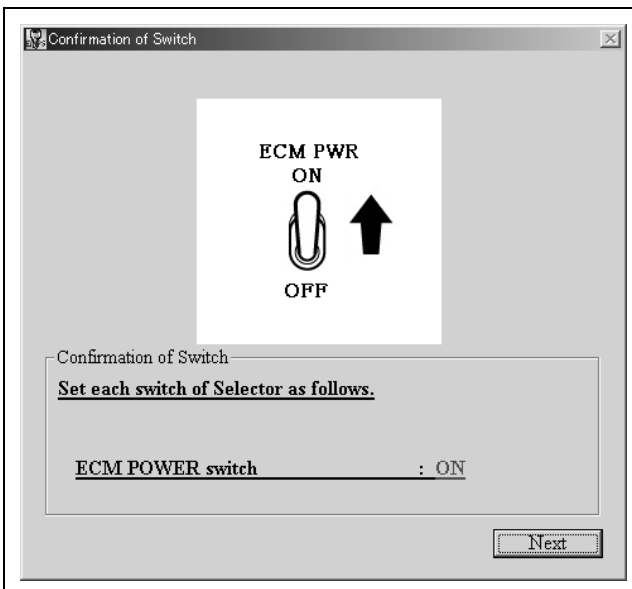 Confirmation of Switch
ECM PWR
ON
OFF
Confirmation of Switch
Set each switch of Selector as follows.
ECM POWER switch : ON
Next